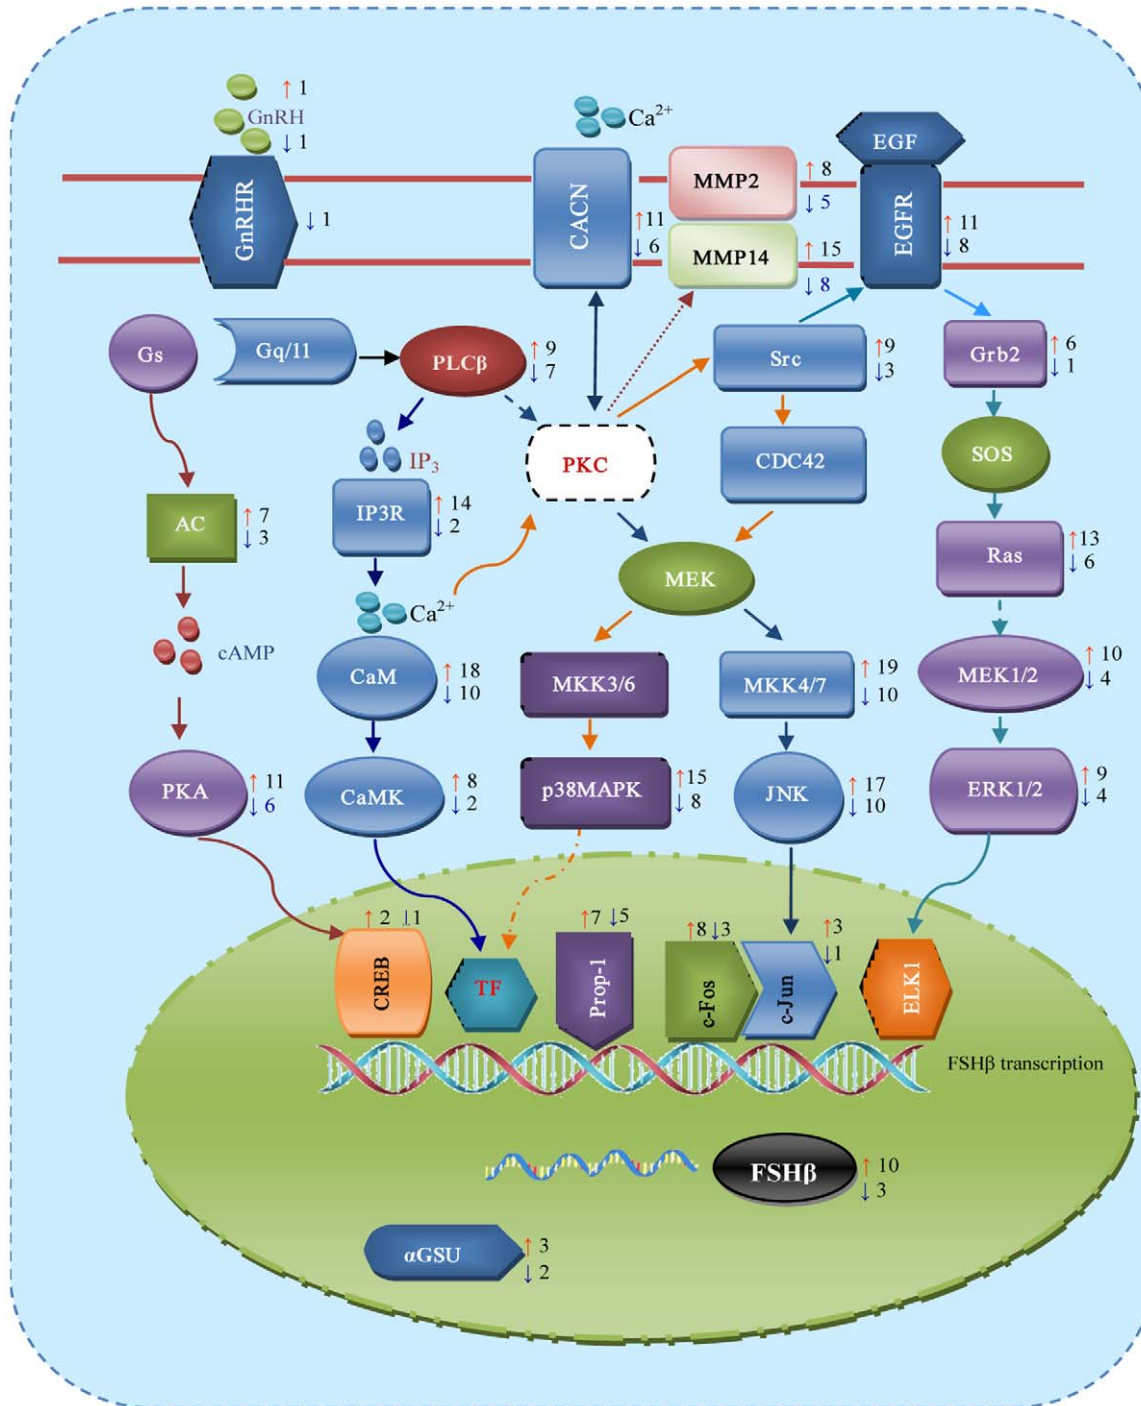 ↑ 1
GnRH
↓ 1
GnRHR
↓ 1
Ca²⁺
CACN
↑11
↓ 6
MMP2
↑ 8
↓ 5
MMP14
↑ 15
↓ 8
EGF
EGFR
↑ 11
↓ 8
Gs
Gq/11
PLCβ
↑ 9
↓ 7
Src
↑9
↓3
Grb2
↑ 6
↓ 1
IP₃
PKC
CDC42
SOS
AC
↑ 7
↓ 3
IP3R
↑ 14
↓ 2
MEK
Ras
↑13
↓ 6
Ca²⁺
cAMP
CaM
↑ 18
↓ 10
MKK3/6
MKK4/7
↑ 19
↓ 10
MEK1/2
↑ 10
↓ 4
PKA
↑ 11
↓ 6
CaMK
↑ 8
↓ 2
p38MAPK
↑15
↓ 8
JNK
↑ 17
↓ 10
ERK1/2
↑ 9
↓ 4
↑ 2 ↓1
CREB
TF
↑7 ↓5
Prop-1
↑8 ↓3
c-Fos
↑3
↓1
c-Jun
ELK1
FSHβ transcription
FSHβ
↑ 10
↓ 3
αGSU
↑ 3
↓ 2